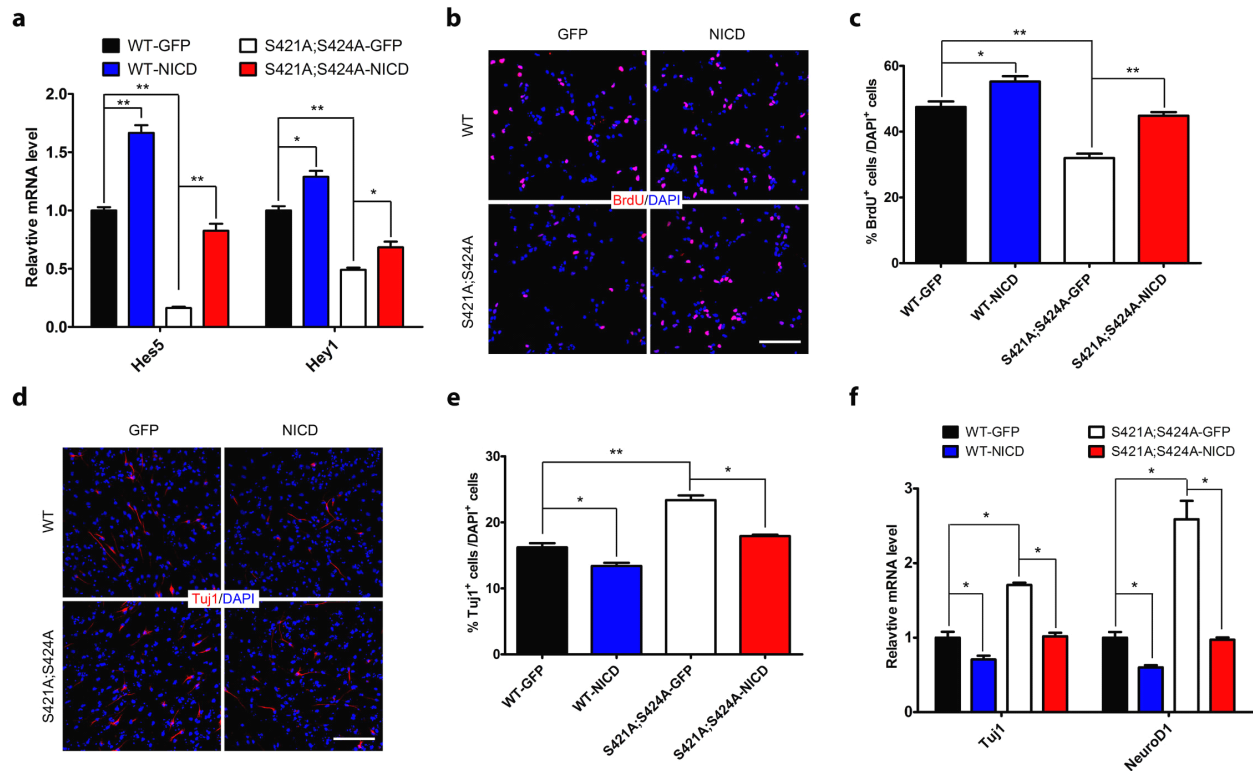 a
WT-GFP
S421A;S424A-GFP
WT-NICD
S421A;S424A-NICD
Relavtive mRNA level
2.0
1.5
1.0
0.5
0.0
**
**
**
**
*
*
Hes5
Hey1
b
GFP
NICD
WT
S421A;S424A
BrdU/DAPI
c
% BrdU+ cells /DAPI+ cells
60
40
20
0
**
*
**
WT-GFP
WT-NICD
S421A;S424A-GFP
S421A;S424A-NICD
d
GFP
NICD
WT
S421A;S424A
Tuj1/DAPI
e
% Tuj1+ cells /DAPI+ cells
30
20
10
0
**
*
*
WT-GFP
WT-NICD
S421A;S424A-GFP
S421A;S424A-NICD
f
WT-GFP
S421A;S424A-GFP
WT-NICD
S421A;S424A-NICD
Relavtive mRNA level
3
2
1
0
*
*
*
*
*
*
Tuj1
NeuroD1